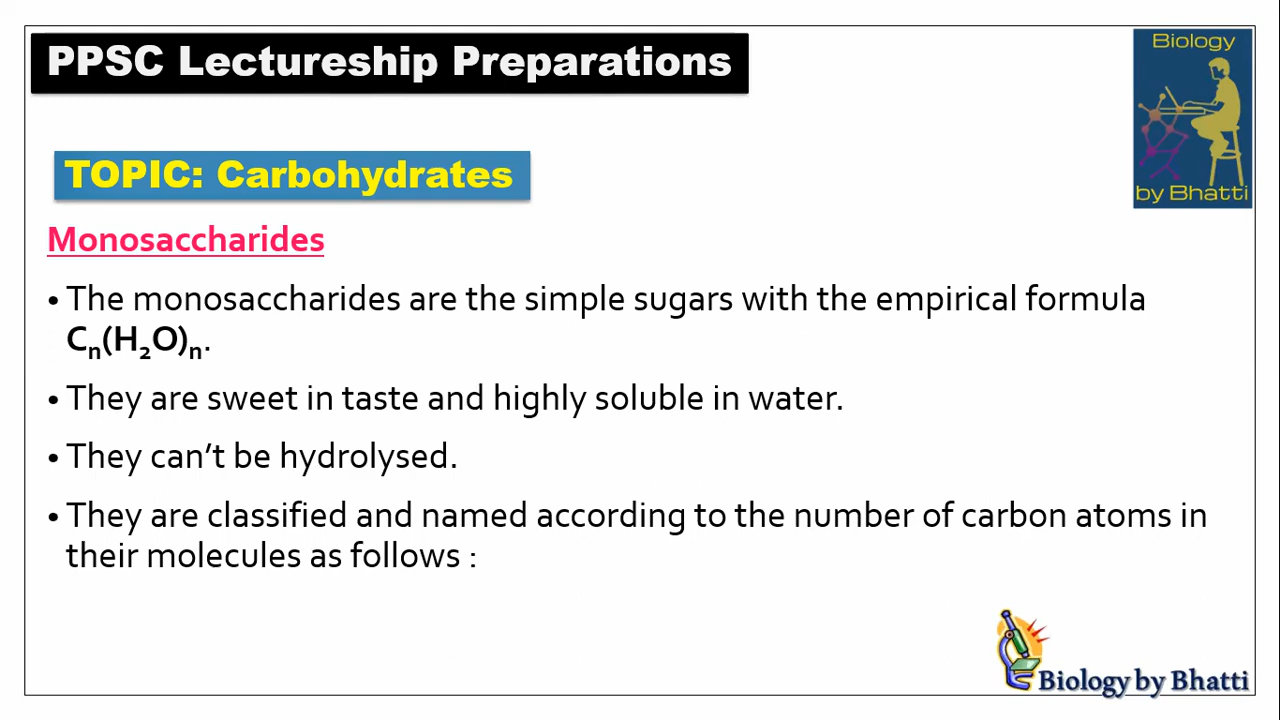 PPSC Lectureship Preparations
Biology
by Bhatti
TOPIC: Carbohydrates
Monosaccharides
• The monosaccharides are the simple sugars with the empirical formula
Cₙ(H₂O)ₙ.
• They are sweet in taste and highly soluble in water.
• They can’t be hydrolysed.
• They are classified and named according to the number of carbon atoms in
their molecules as follows :
Biology by Bhatti